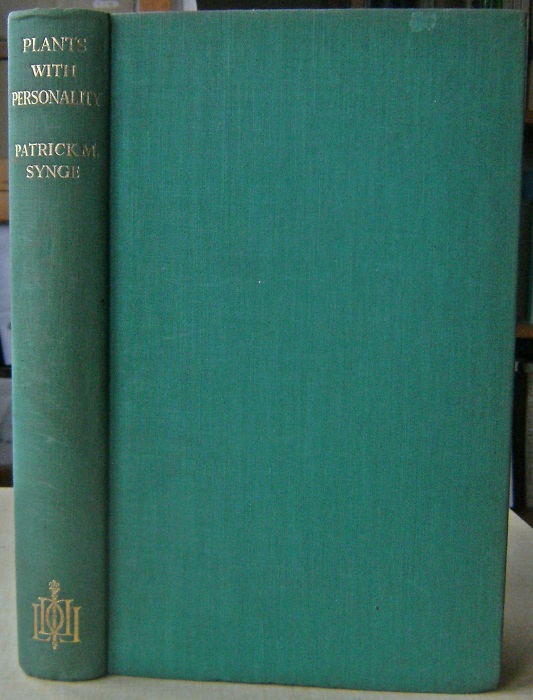 PLANTS
WITH
PERSONALITY
PATRICK M.
SYNGE